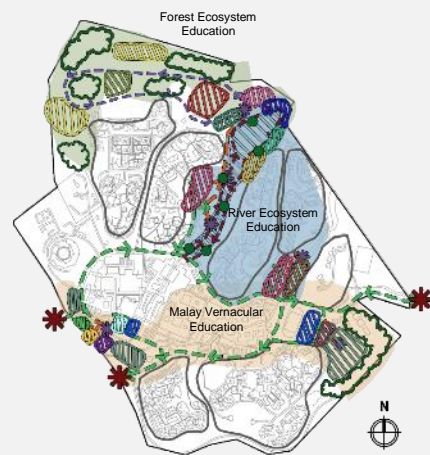 Forest Ecosystem
Education
River Ecosystem
Education
Malay Vernacular
Education
N